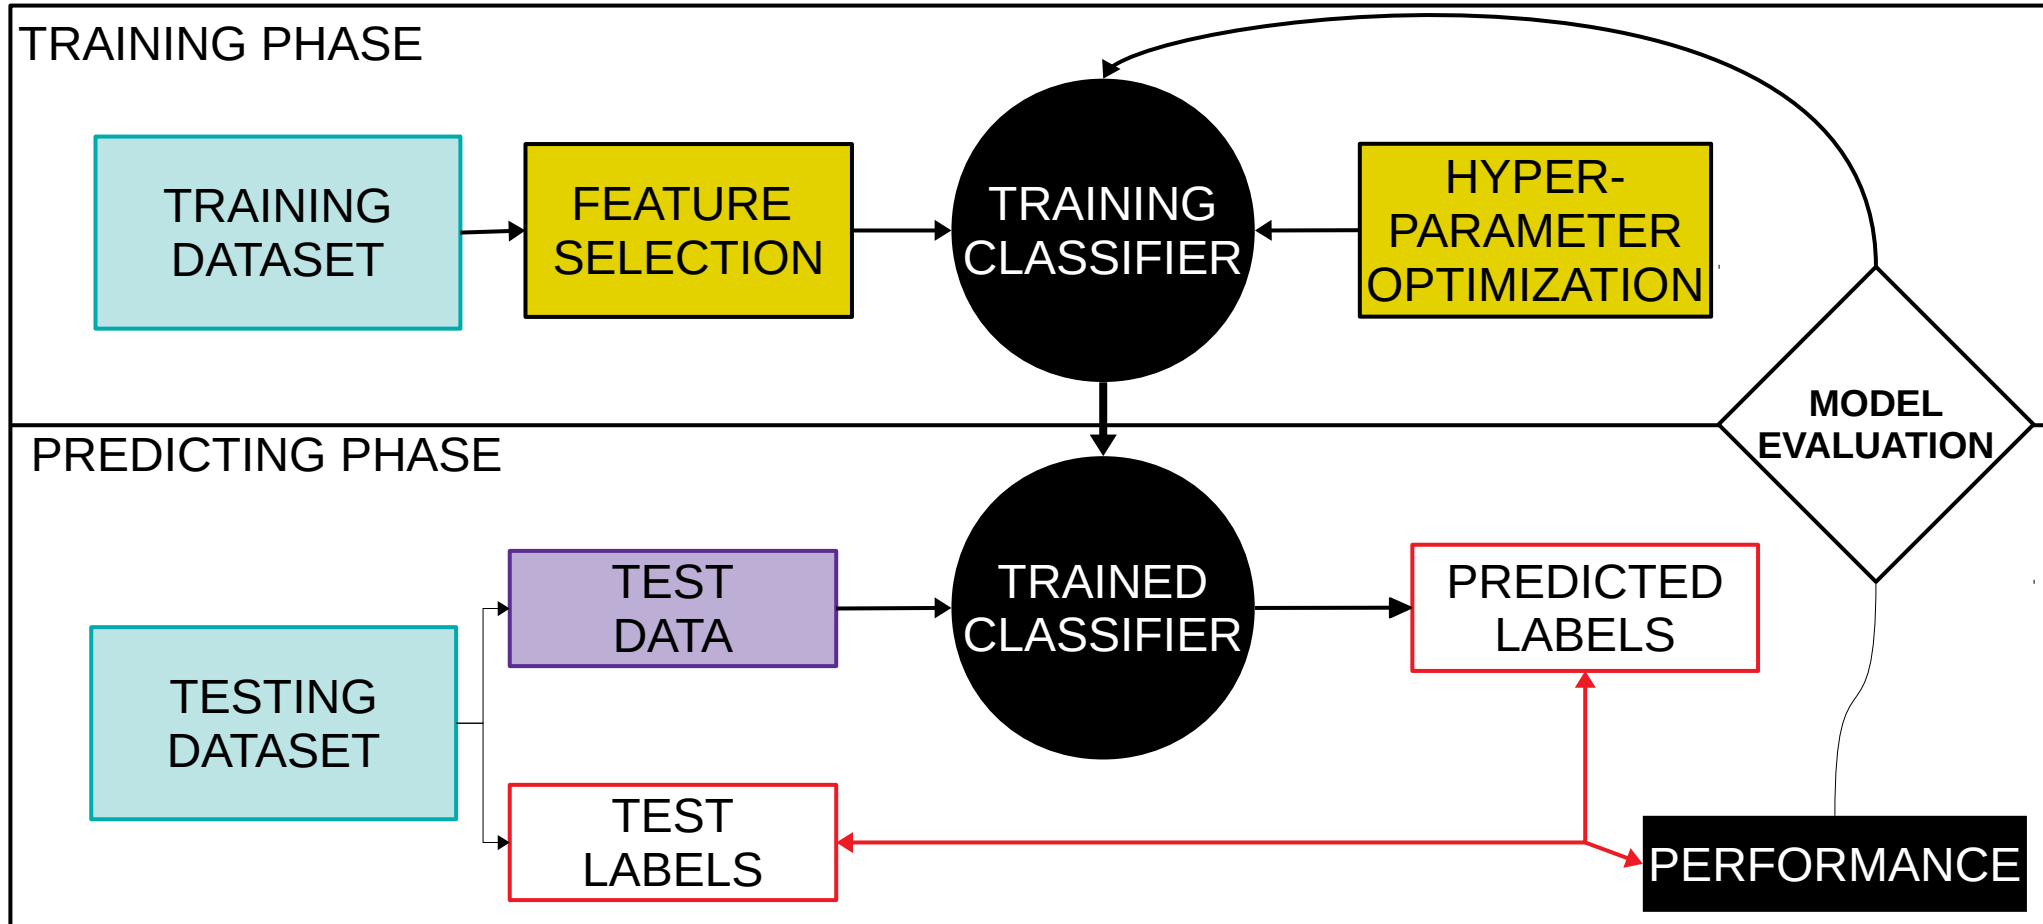 TRAINING PHASE
TRAINING
DATASET
FEATURE
SELECTION
TRAINING
CLASSIFIER
HYPER-
PARAMETER
OPTIMIZATION
MODEL
EVALUATION
PREDICTING PHASE
TESTING
DATASET
TEST
DATA
TEST
LABELS
TRAINED
CLASSIFIER
PREDICTED
LABELS
PERFORMANCE